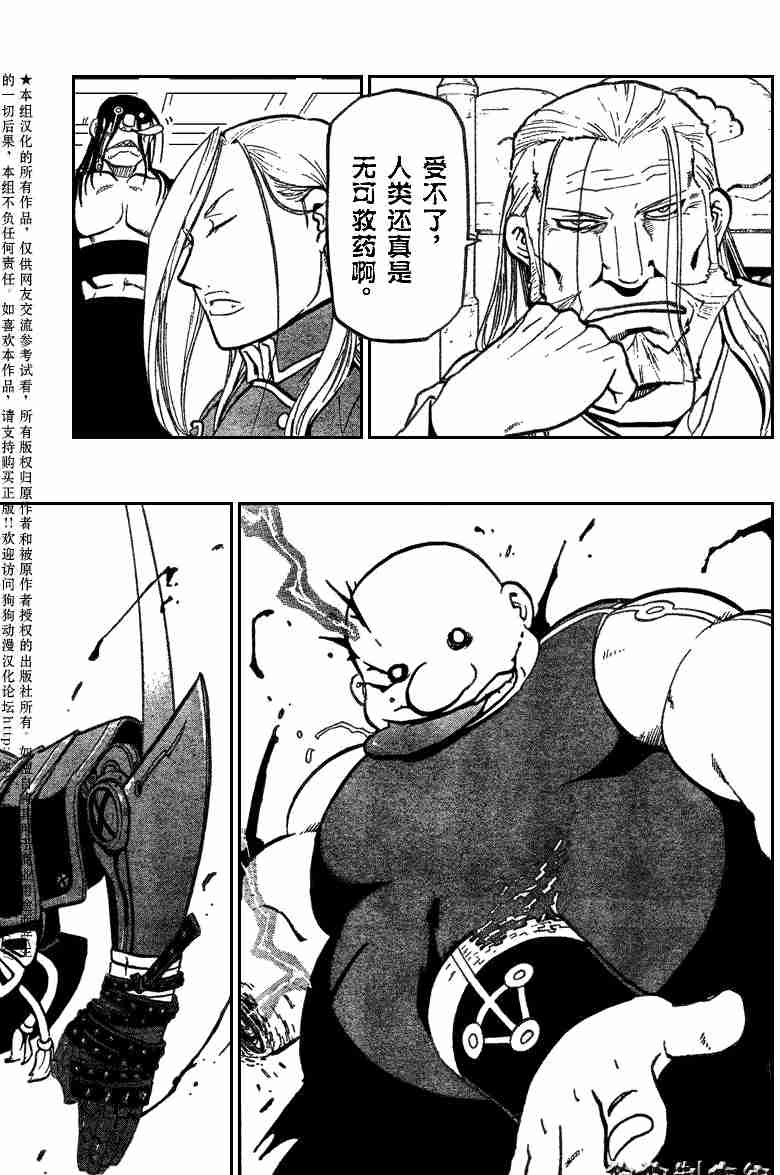 受不了，
人类还真是
无可救药啊。
★本组汉化的所有作品，仅供网友交流参考试看，所有版权归原作者和被原作者授权的出版社所有。
的一切后果，本组不负任何责任。如喜欢本作品，请支持购买正版!!欢迎访问狗狗动漫汉化论坛http: